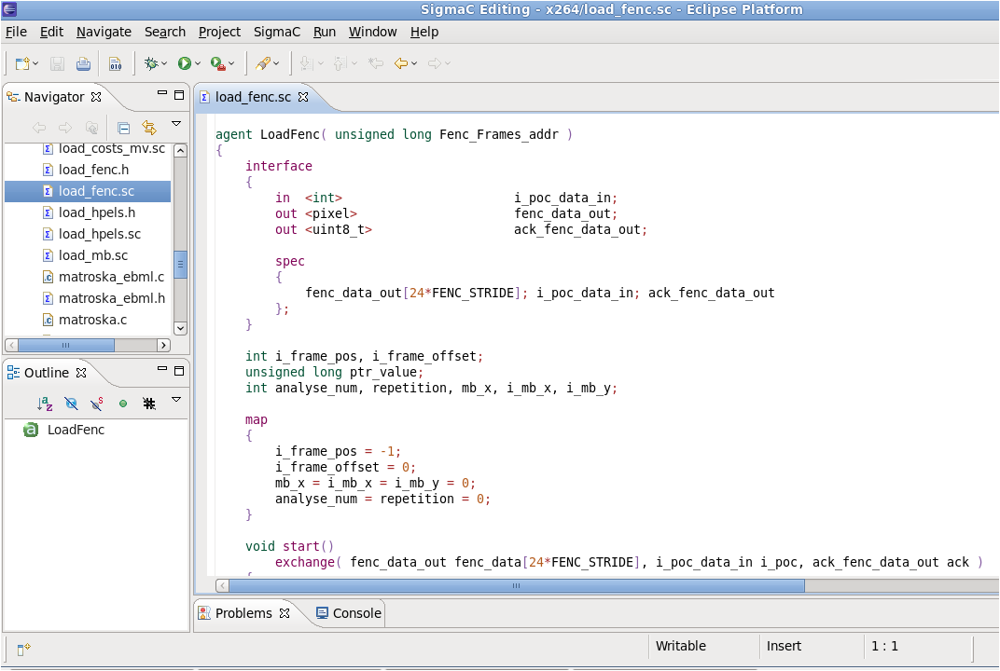 SigmaC Editing - x264/load_fenc.sc - Eclipse Platform
File Edit Navigate Search Project SigmaC Run Window Help
010
Navigator
load_costs_mv.sc
load_fenc.h
load_fenc.sc
load_hpels.h
load_hpels.sc
load_mb.sc
matroska_ebml.c
matroska_ebml.h
matroska.c
Outline
LoadFenc
load_fenc.sc
agent LoadFenc( unsigned long Fenc_Frames_addr )
{
    interface
    {
        in  <int>                       i_poc_data_in;
        out <pixel>                     fenc_data_out;
        out <uint8_t>                   ack_fenc_data_out;
        spec
        {
            fenc_data_out[24*FENC_STRIDE]; i_poc_data_in; ack_fenc_data_out
        };
    }
    int i_frame_pos, i_frame_offset;
    unsigned long ptr_value;
    int analyse_num, repetition, mb_x, i_mb_x, i_mb_y;
    map
    {
        i_frame_pos = -1;
        i_frame_offset = 0;
        mb_x = i_mb_x = i_mb_y = 0;
        analyse_num = repetition = 0;
    }
    void start()
        exchange( fenc_data_out fenc_data[24*FENC_STRIDE], i_poc_data_in i_poc, ack_fenc_data_out ack )
    {
Problems Console
Writable Insert 1 : 1